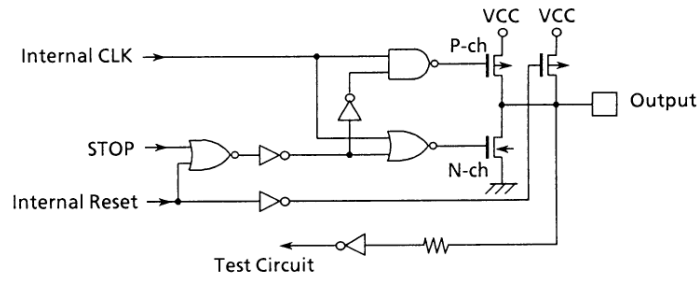 VCC VCC
P-ch
Internal CLK
Output
STOP
N-ch
Internal Reset
Test Circuit